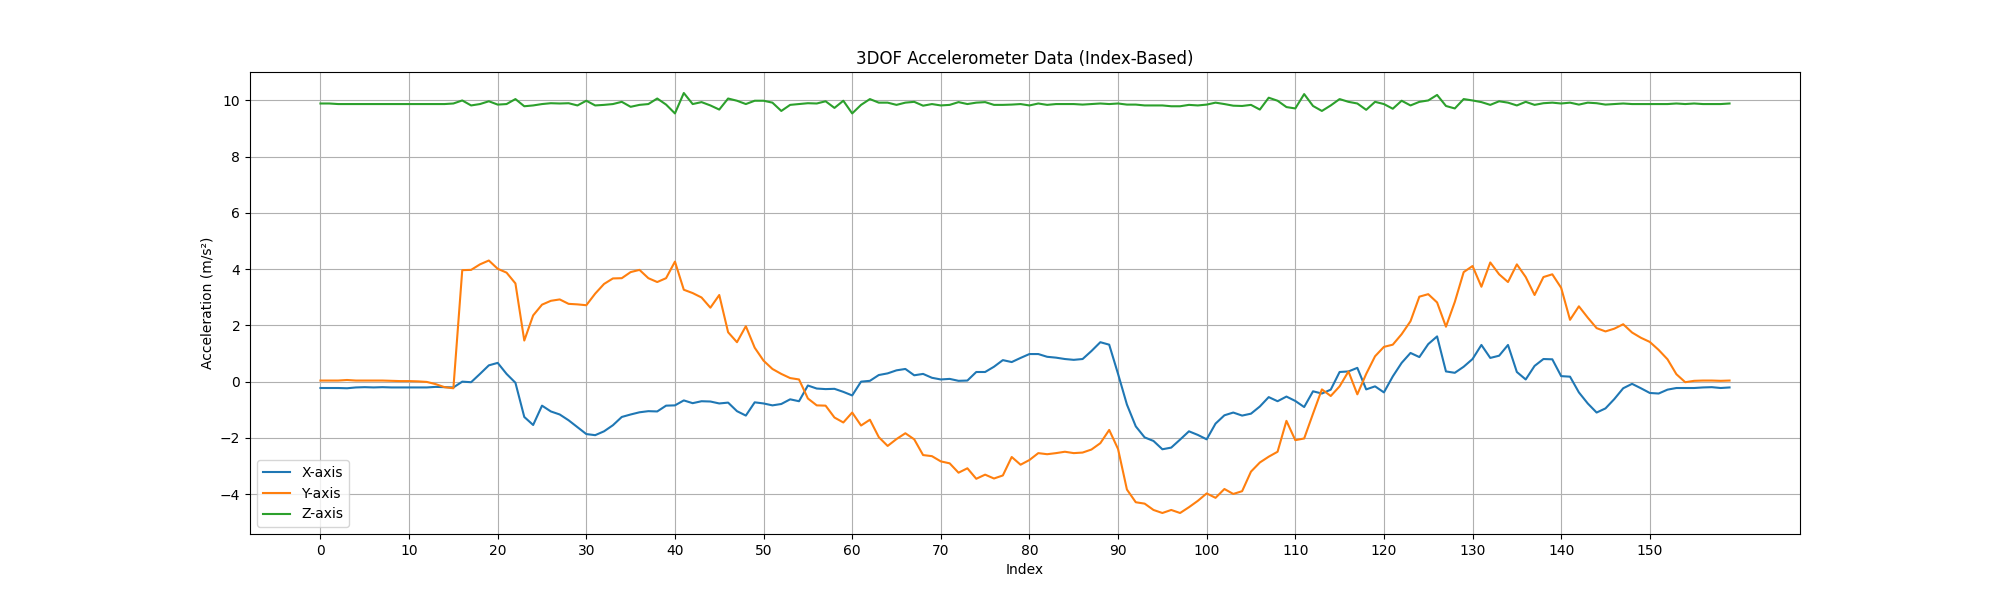 3DOF Accelerometer Data (Index-Based)
Acceleration (m/s²)
10
8
6
4
2
0
−2
−4
X-axis
Y-axis
Z-axis
0 10 20 30 40 50 60 70 80 90 100 110 120 130 140 150
Index